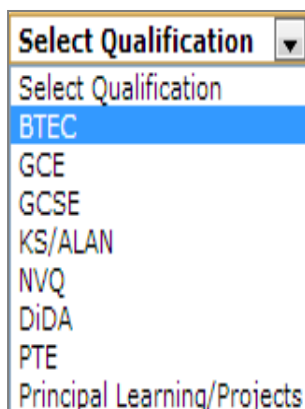 Select Qualification
Select Qualification
BTEC
GCE
GCSE
KS/ALAN
NVQ
DiDA
PTE
Principal Learning/Projects